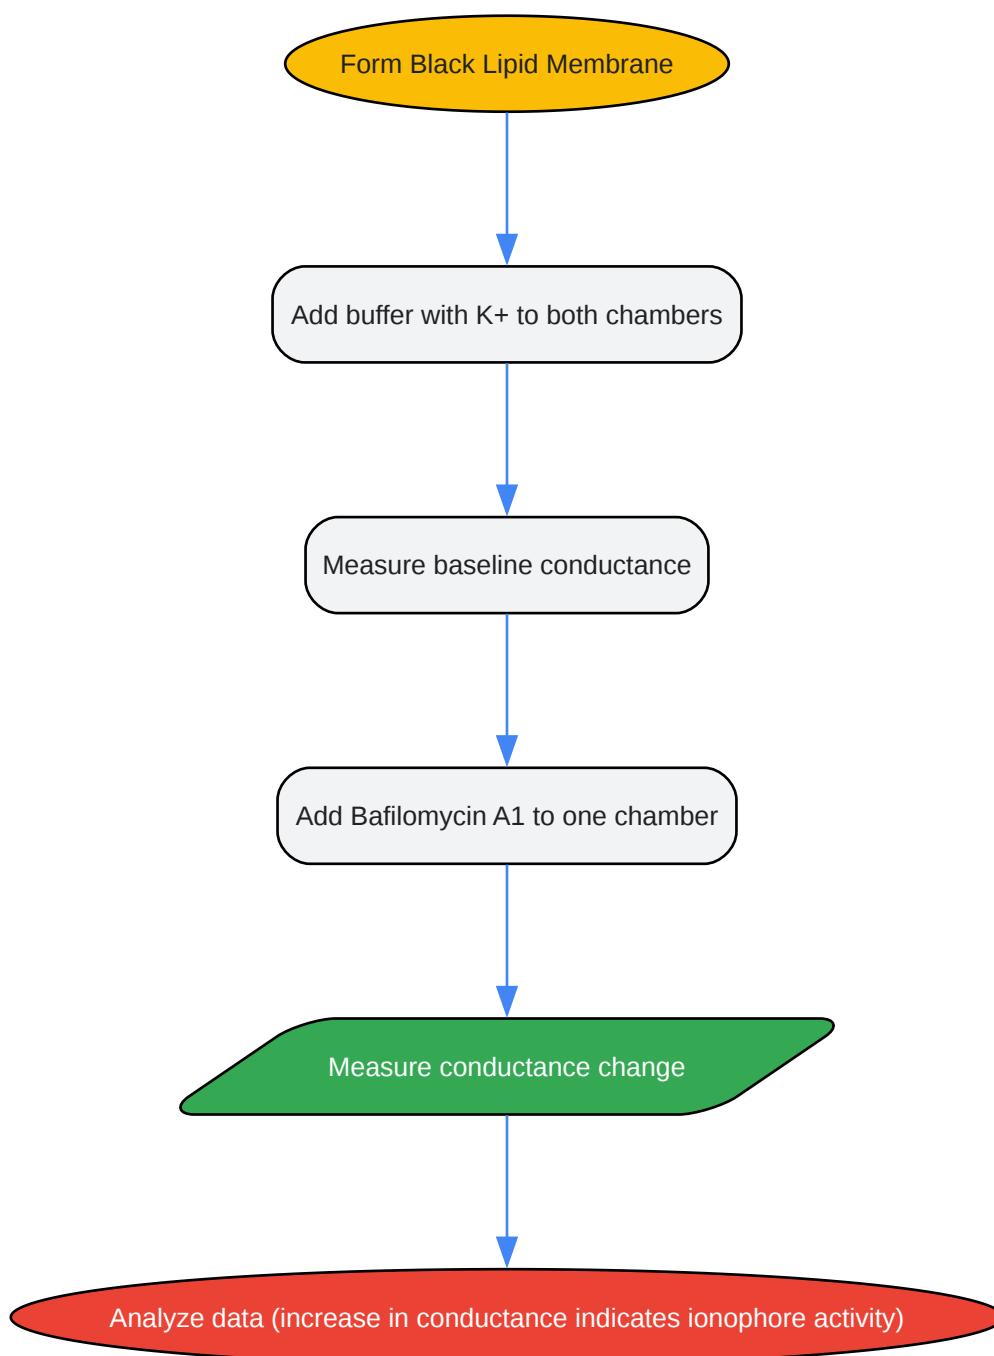 Form Black Lipid Membrane
Add buffer with K+ to both chambers
Measure baseline conductance
Add Bafilomycin A1 to one chamber
Measure conductance change
Analyze data (increase in conductance indicates ionophore activity)